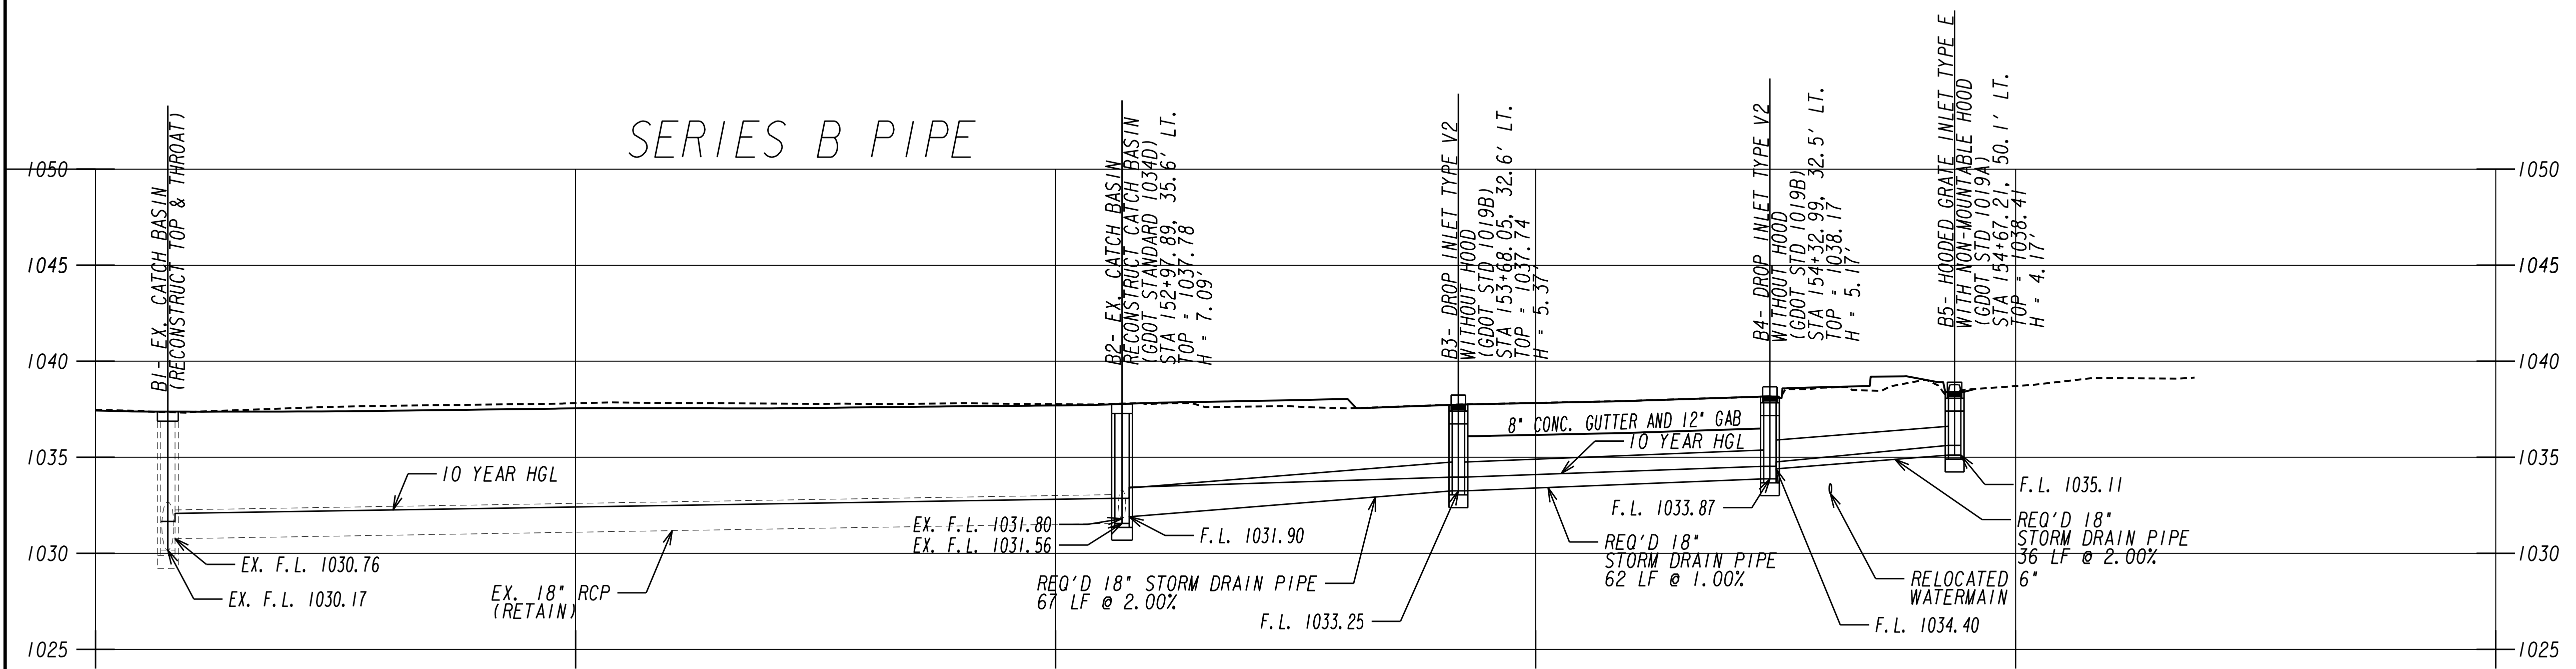 SERIES B PIPE
1050
1045
1040
1035
1030
1025
1050
1045
1040
1035
1030
1025
B1- EX. CATCH BASIN
(RECONSTRUCT TOP & THROAT)
B2- EX. CATCH BASIN
RECONSTRUCT CATCH BASIN
(GDOT STANDARD 1034D)
STA 152+97.89, 35.6' LT.
TOP = 1037.78
H = 7.09'
B3- DROP INLET TYPE V2
WITHOUT HOOD
(GDOT STD 1019B)
STA 153+68.05, 32.6' LT.
TOP = 1037.74
H = 5.37'
B4- DROP INLET TYPE V2
WITHOUT HOOD
(GDOT STD 1019B)
STA 154+32.99, 32.5' LT.
TOP = 1038.17
H = 5.17'
B5- HOODED GRATE INLET TYPE E
WITH NON-MOUNTABLE HOOD
(GDOT STD 1019A)
STA 154+67.21, 50.1' LT.
TOP = 1038.41
H = 4.17'
10 YEAR HGL
EX. F.L. 1030.76
EX. F.L. 1030.17
EX. 18" RCP
(RETAIN)
EX. F.L. 1031.80
EX. F.L. 1031.56
F.L. 1031.90
REQ'D 18" STORM DRAIN PIPE
67 LF @ 2.00%
F.L. 1033.25
8" CONC. GUTTER AND 12" GAB
10 YEAR HGL
F.L. 1033.87
REQ'D 18"
STORM DRAIN PIPE
62 LF @ 1.00%
F.L. 1035.11
REQ'D 18"
STORM DRAIN PIPE
36 LF @ 2.00%
RELOCATED 6"
WATERMAIN
F.L. 1034.40